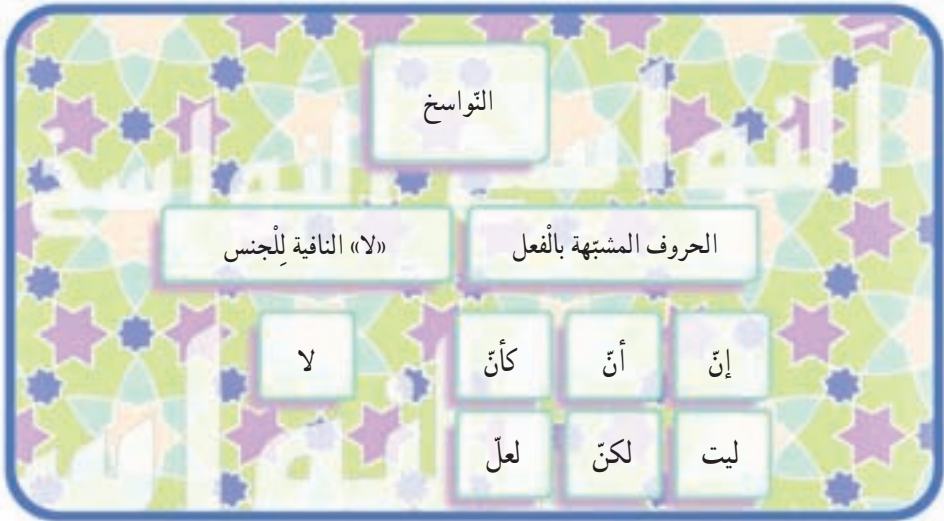 النّواسخ
الحروف المشبّهة بالْفعل
«لا» النافية لِلْجنس
إنّ أنّ كأنّ لا
ليت لكنّ لعلّ